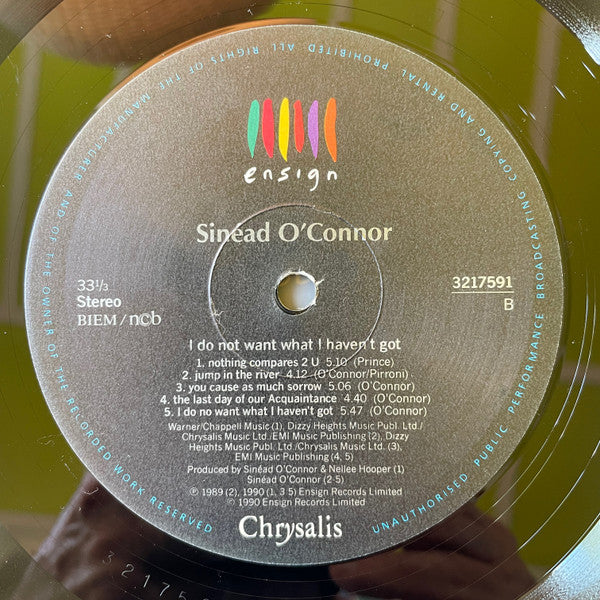 ensign
Sinéad O'Connor
33⅓
Stereo
BIEM/ncb
3217591
B
I do not want what I haven't got
1. nothing compares 2 U 5.10 (Prince)
2. jump in the river 4.12 (O'Connor/Pirroni)
3. you cause as much sorrow 5.06 (O'Connor)
4. the last day of our Acquaintance 4.40 (O'Connor)
5. I do no want what I haven't got 5.47 (O'Connor)
Warner/Chappell Music (1), Dizzy Heights Music Publ. Ltd./
Chrysalis Music Ltd./EMI Music Publishing (2), Dizzy
Heights Music Publ. Ltd./Chrysalis Music Ltd. (3),
EMI Music Publishing (4, 5)
Produced by Sinéad O'Connor & Nellee Hooper (1)
Sinéad O'Connor (2-5)
℗ 1989 (2), 1990 (1, 3 5) Ensign Records Limited
© 1990 Ensign Records Limited
Chrysalis
ALL RIGHTS OF THE MANUFACTURER AND OF THE OWNER OF THE RECORDED WORK RESERVED
UNAUTHORISED PUBLIC PERFORMANCE BROADCASTING COPYING AND RENTAL PROHIBITED